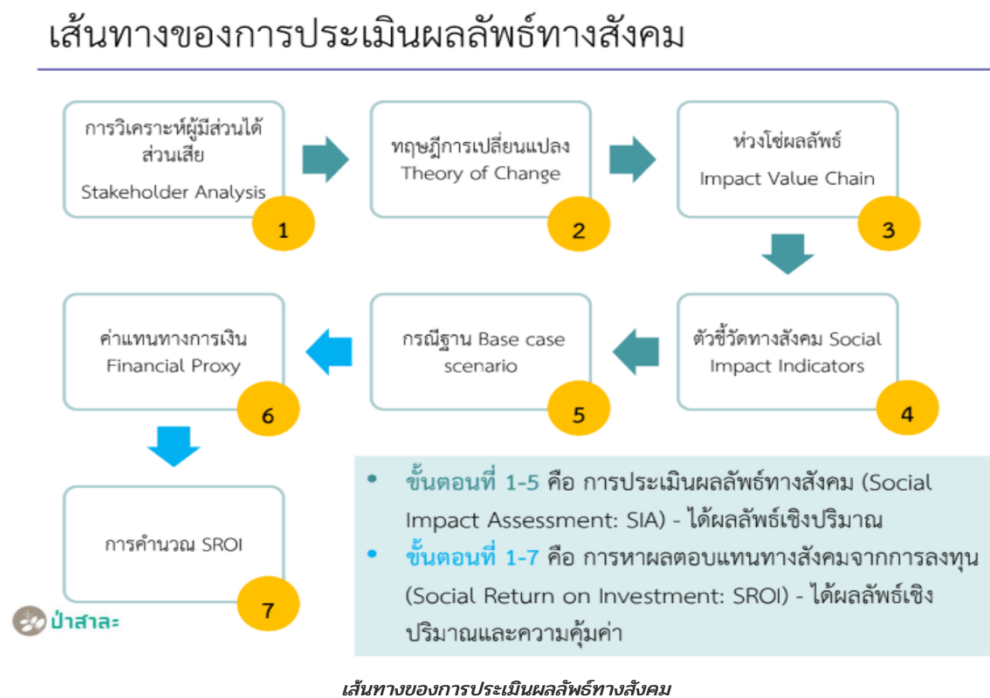 เส้นทางของการประเมินผลลัพธ์ทางสังคม
การวิเคราะห์ผู้มีส่วนได้
ส่วนเสีย
Stakeholder Analysis
1
ทฤษฎีการเปลี่ยนแปลง
Theory of Change
2
ห่วงโซ่ผลลัพธ์
Impact Value Chain
3
ตัวชี้วัดทางสังคม Social
Impact Indicators
4
กรณีฐาน Base case
scenario
5
ค่าแทนทางการเงิน
Financial Proxy
6
การคำนวณ SROI
7
• ขั้นตอนที่ 1-5 คือ การประเมินผลลัพธ์ทางสังคม (Social
Impact Assessment: SIA) - ได้ผลลัพธ์เชิงปริมาณ
• ขั้นตอนที่ 1-7 คือ การหาผลตอบแทนทางสังคมจากการลงทุน
(Social Return on Investment: SROI) - ได้ผลลัพธ์เชิง
ปริมาณและความคุ้มค่า
ป่าสาละ
เส้นทางของการประเมินผลลัพธ์ทางสังคม